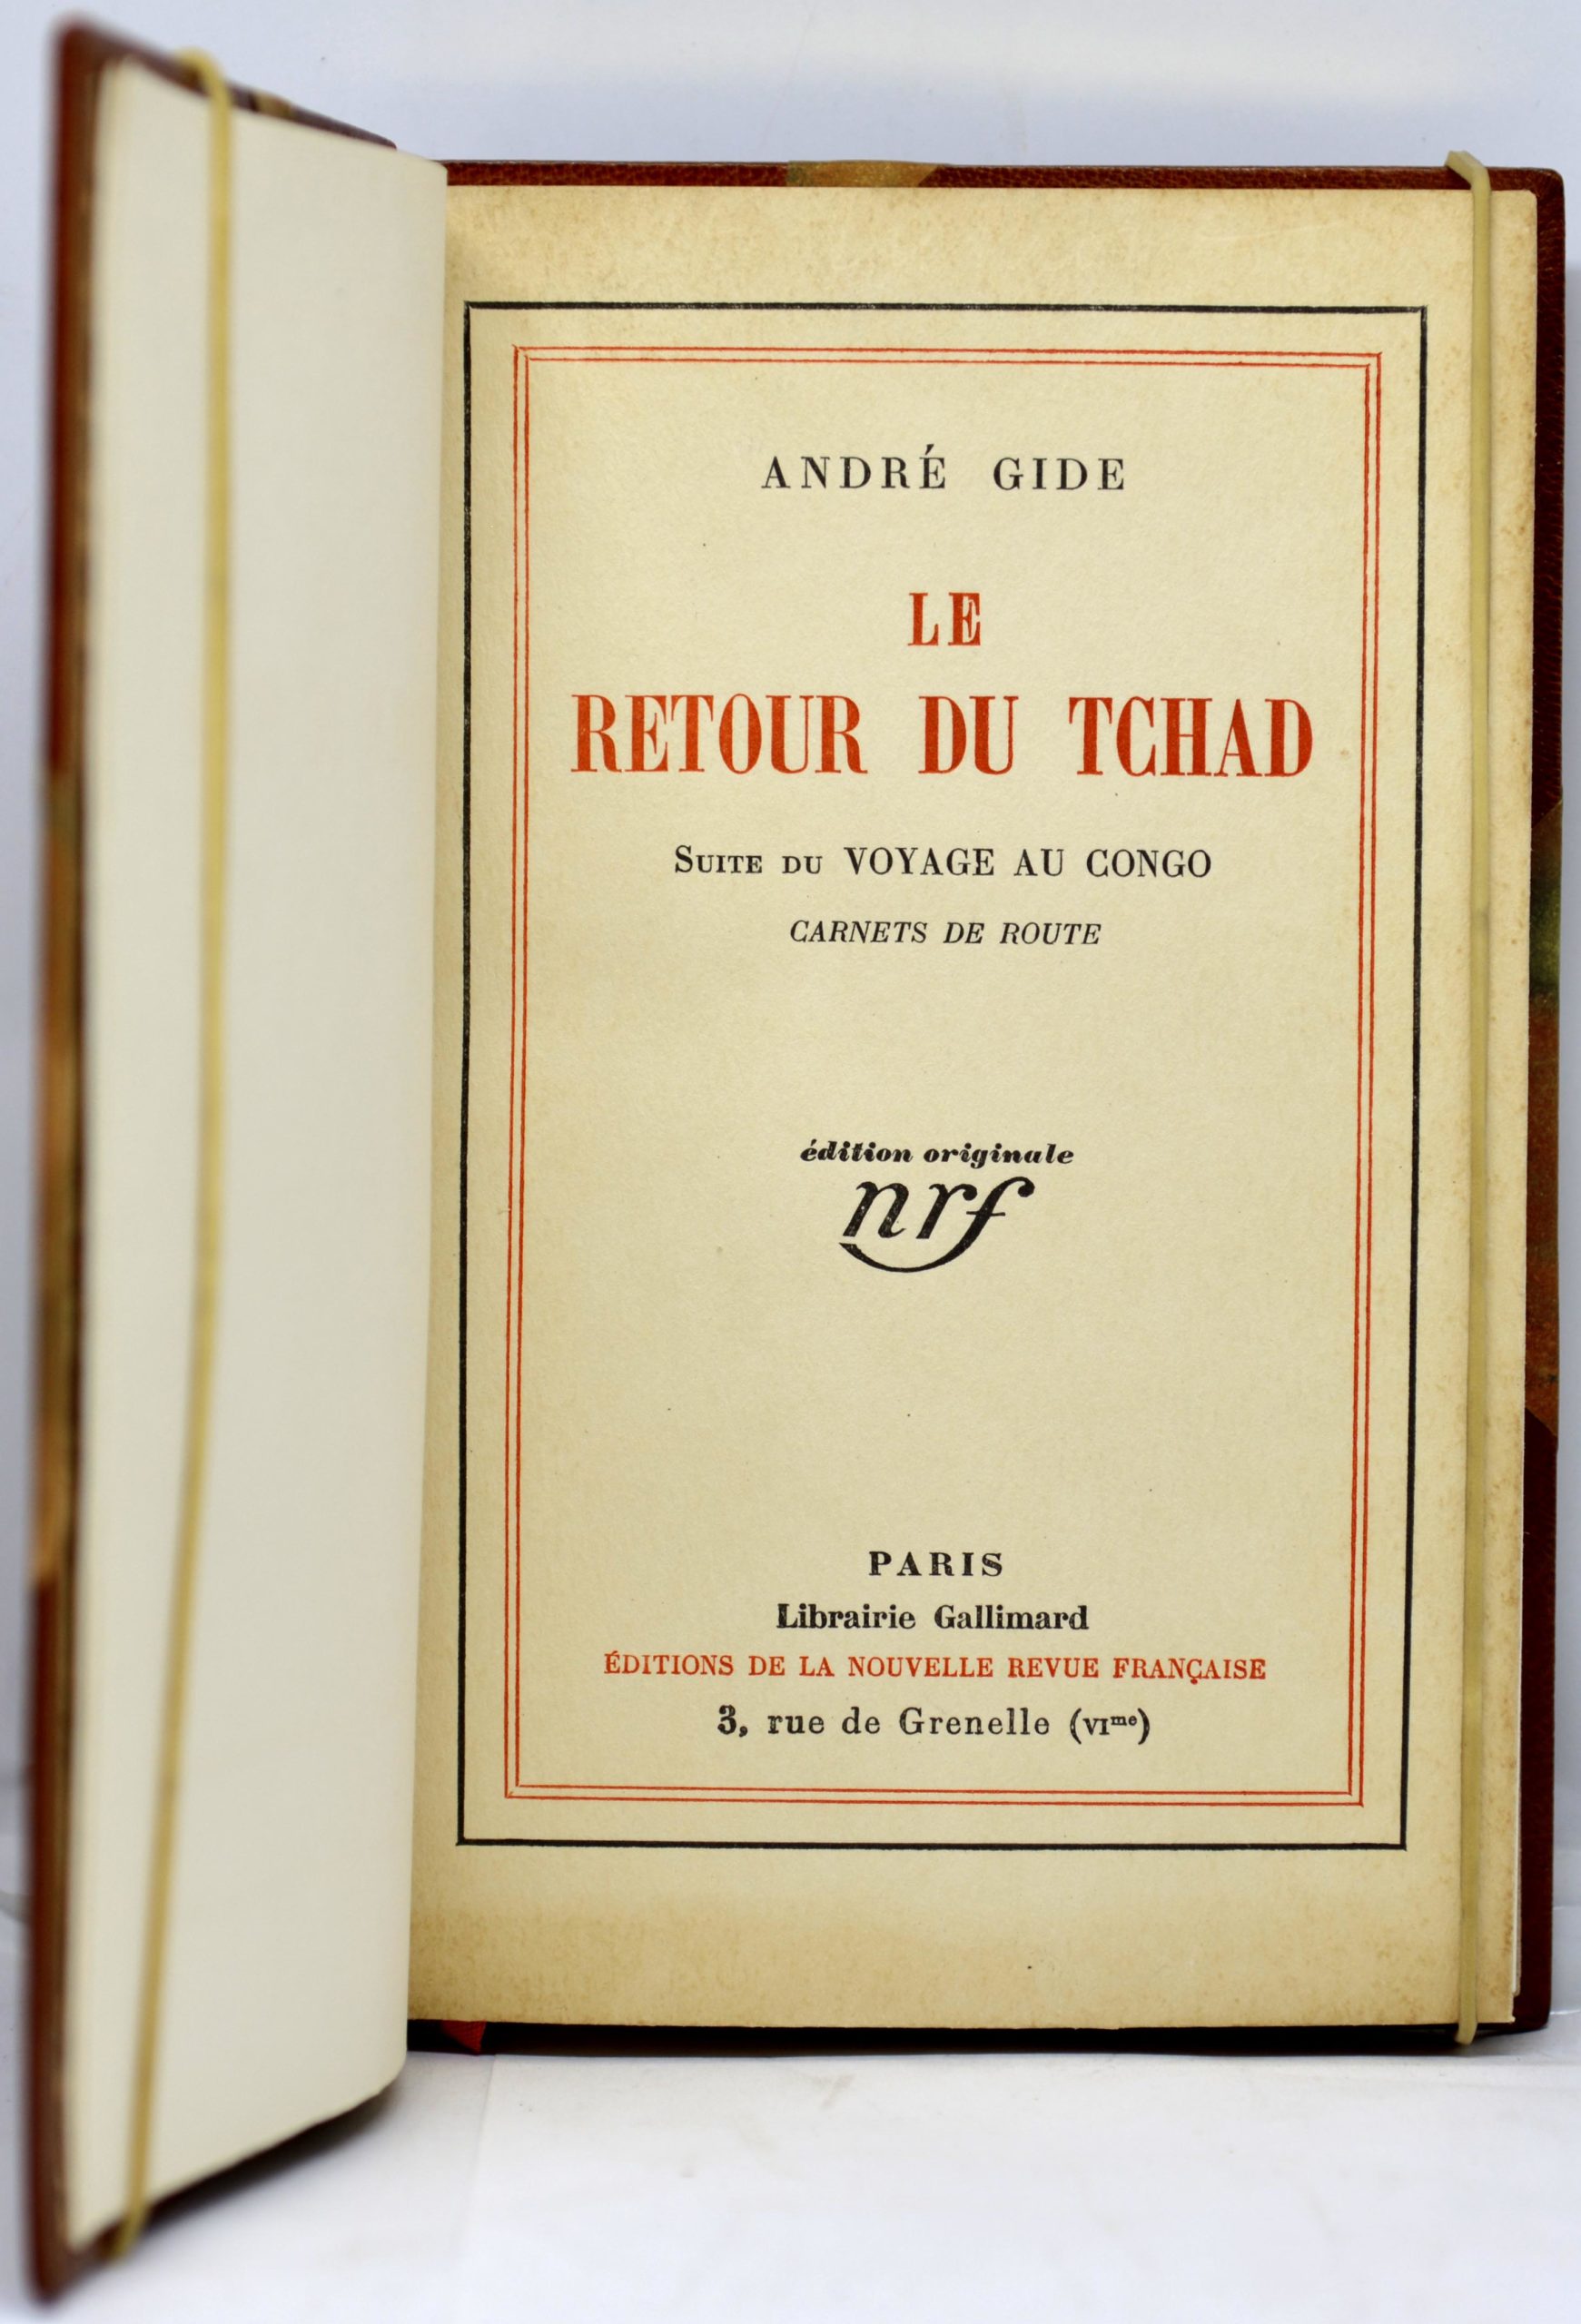 ANDRÉ GIDE
LE
RETOUR DU TCHAD
SUITE DU VOYAGE AU CONGO
CARNETS DE ROUTE
édition originale
nrf
PARIS
Librairie Gallimard
ÉDITIONS DE LA NOUVELLE REVUE FRANÇAISE
3, rue de Grenelle (VIme)